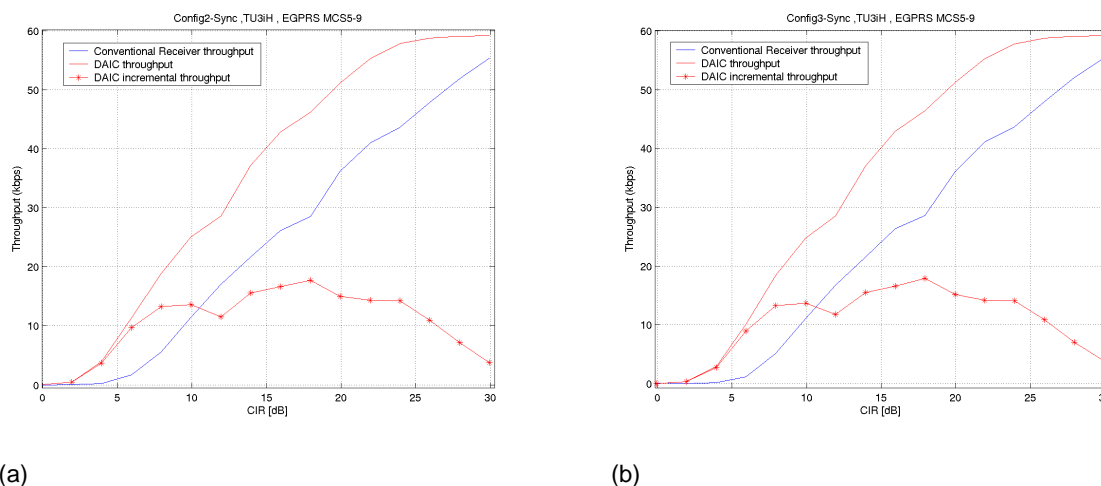 Config2-Sync ,TU3iH , EGPRS MCS5-9
Conventional Receiver throughput
DAIC throughput
DAIC incremental throughput
Throughput (kbps)
60
50
40
30
20
10
0
0 5 10 15 20 25 30
CIR [dB]
(a)
Config3-Sync ,TU3iH , EGPRS MCS5-9
Conventional Receiver throughput
DAIC throughput
DAIC incremental throughput
Throughput (kbps)
60
50
40
30
20
10
0
0 5 10 15 20 25
CIR [dB]
(b)